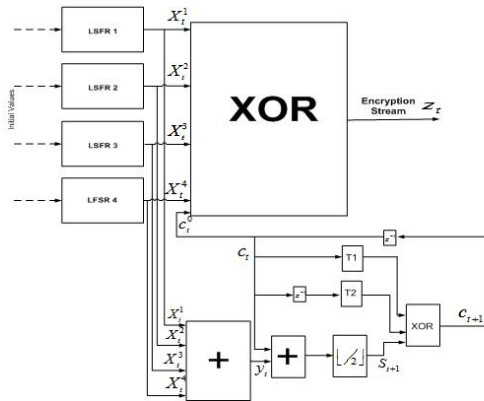 LSFR 1
LSFR 2
LSFR 3
LFSR 4
Initial Values
X_t^1
X_t^2
X_t^3
X_t^4
c_t^0
XOR
Encryption
Stream
z_t
c_t
z^{-1}
T1
z^{-1}
T2
XOR
c_{t+1}
X_t^1
X_t^2
X_t^3
X_t^4
+
y_t
+
⌊/2⌋
S_{t+1}